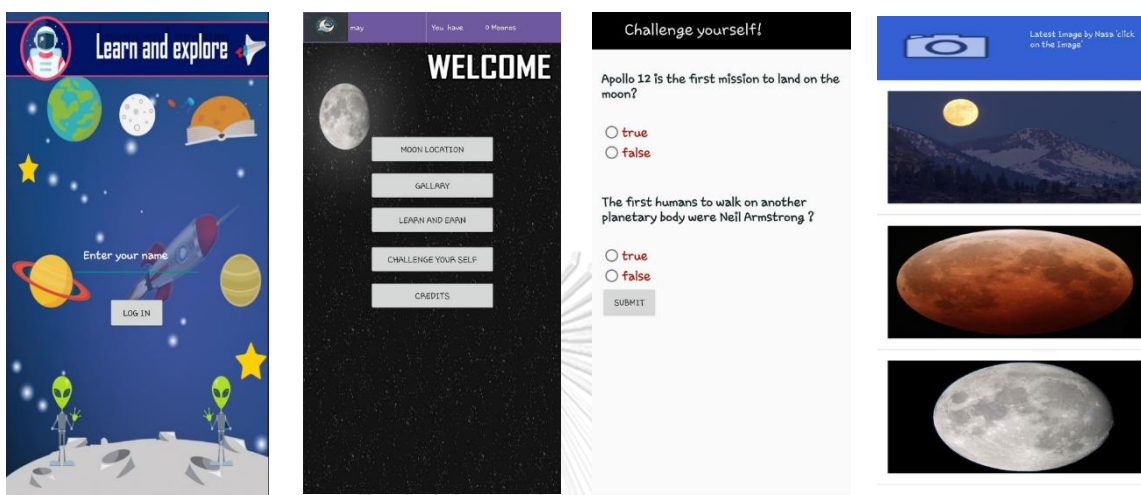 Learn and explore
Enter your name
LOG IN
may
You have
0 Moones
WELCOME
MOON LOCATION
GALLARY
LEARN AND EARN
CHALLENGE YOUR SELF
CREDITS
Challenge yourself!
Apollo 12 is the first mission to land on the
moon?
true
false
The first humans to walk on another
planetary body were Neil Armstrong ?
true
false
SUBMIT
Latest Image by Nasa 'click
on the Image'